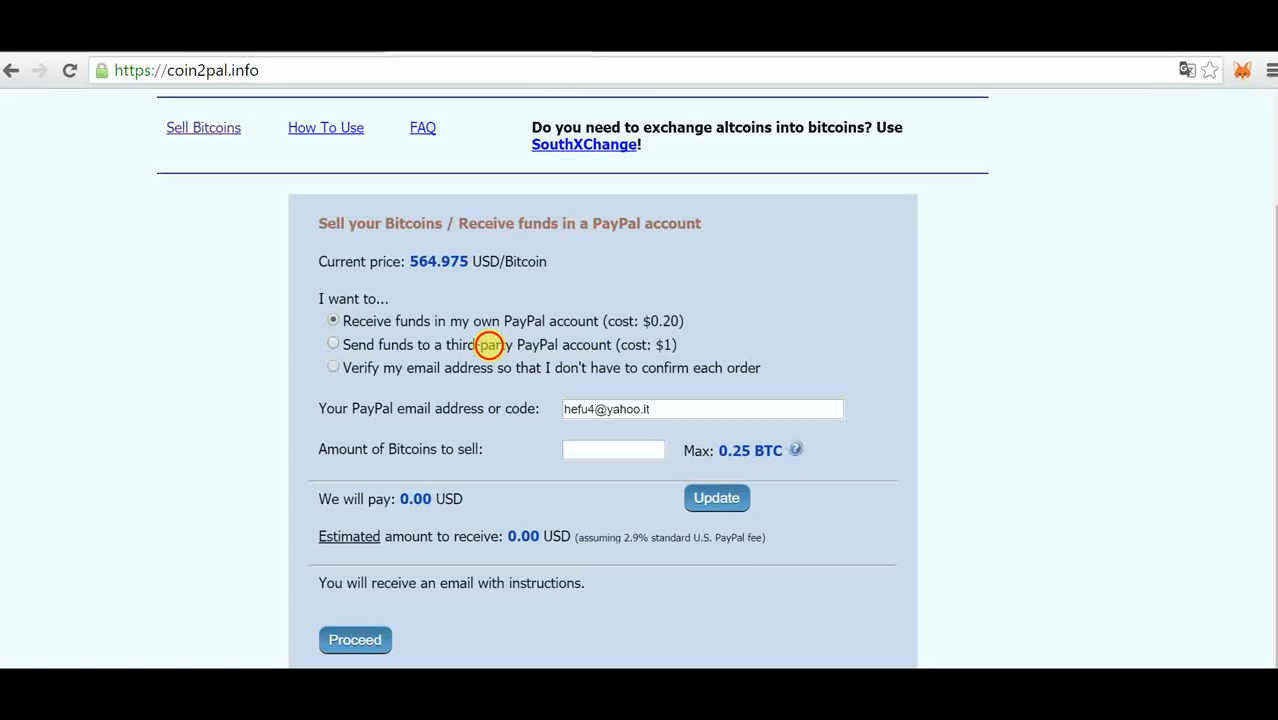 https://coin2pal.info
Sell Bitcoins How To Use FAQ Do you need to exchange altcoins into bitcoins? Use
SouthXChange!
Sell your Bitcoins / Receive funds in a PayPal account
Current price: 564.975 USD/Bitcoin
I want to...
Receive funds in my own PayPal account (cost: $0.20)
Send funds to a third-party PayPal account (cost: $1)
Verify my email address so that I don't have to confirm each order
Your PayPal email address or code: hefu4@yahoo.it
Amount of Bitcoins to sell: Max: 0.25 BTC ?
We will pay: 0.00 USD Update
Estimated amount to receive: 0.00 USD (assuming 2.9% standard U.S. PayPal fee)
You will receive an email with instructions.
Proceed